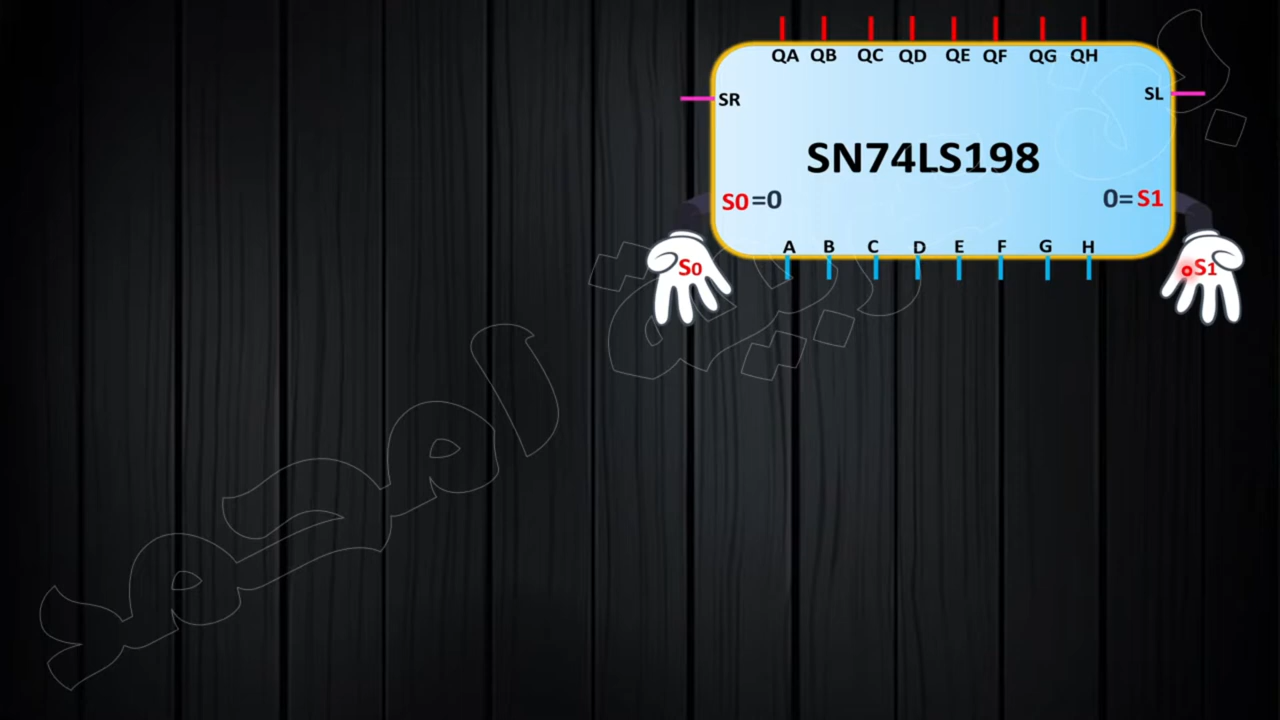 QA QB QC QD QE QF QG QH
SR SL
SN74LS198
S0=0 0=S1
A B C D E F G H
S0 S1